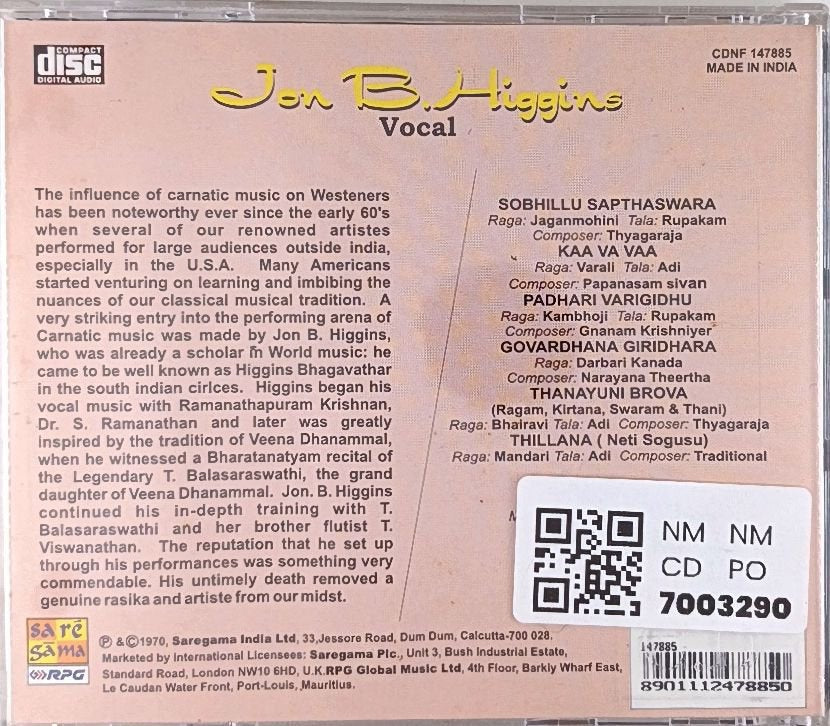 COMPACT
disc
DIGITAL AUDIO
CDNF 147885
MADE IN INDIA
Jon B. Higgins
Vocal
The influence of carnatic music on Westeners
has been noteworthy ever since the early 60's
when several of our renowned artistes
performed for large audiences outside india,
especially in the U.S.A. Many Americans
started venturing on learning and imbibing the
nuances of our classical musical tradition. A
very striking entry into the performing arena of
Carnatic music was made by Jon B. Higgins,
who was already a scholar in World music: he
came to be well known as Higgins Bhagavathar
in the south indian cirlces. Higgins began his
vocal music with Ramanathapuram Krishnan,
Dr. S. Ramanathan and later was greatly
inspired by the tradition of Veena Dhanammal,
when he witnessed a Bharatanatyam recital of
the Legendary T. Balasaraswathi, the grand
daughter of Veena Dhanammal. Jon. B. Higgins
continued his in-depth training with T.
Balasaraswathi and her brother flutist T.
Viswanathan. The reputation that he set up
through his performances was something very
commendable. His untimely death removed a
genuine rasika and artiste from our midst.
SOBHILLU SAPTHASWARA
Raga: Jaganmohini Tala: Rupakam
Composer: Thyagaraja
KAA VA VAA
Raga: Varali Tala: Adi
Composer: Papanasam sivan
PADHARI VARIGIDHU
Raga: Kambhoji Tala: Rupakam
Composer: Gnanam Krishniyer
GOVARDHANA GIRIDHARA
Raga: Darbari Kanada
Composer: Narayana Theertha
THANAYUNI BROVA
(Ragam, Kirtana, Swaram & Thani)
Raga: Bhairavi Tala: Adi Composer: Thyagaraja
THILLANA ( Neti Sogusu)
Raga: Mandari Tala: Adi Composer: Traditional
NM NM
CD PO
7003290
sa re
gama
RPG
℗ &©1970, Saregama India Ltd, 33,Jessore Road, Dum Dum, Calcutta-700 028.
Marketed by International Licensees: Saregama Plc., Unit 3, Bush Industrial Estate,
Standard Road, London NW10 6HD, U.K.RPG Global Music Ltd, 4th Floor, Barkly Wharf East,
Le Caudan Water Front, Port-Louis, Mauritius.
147885
8901112478850